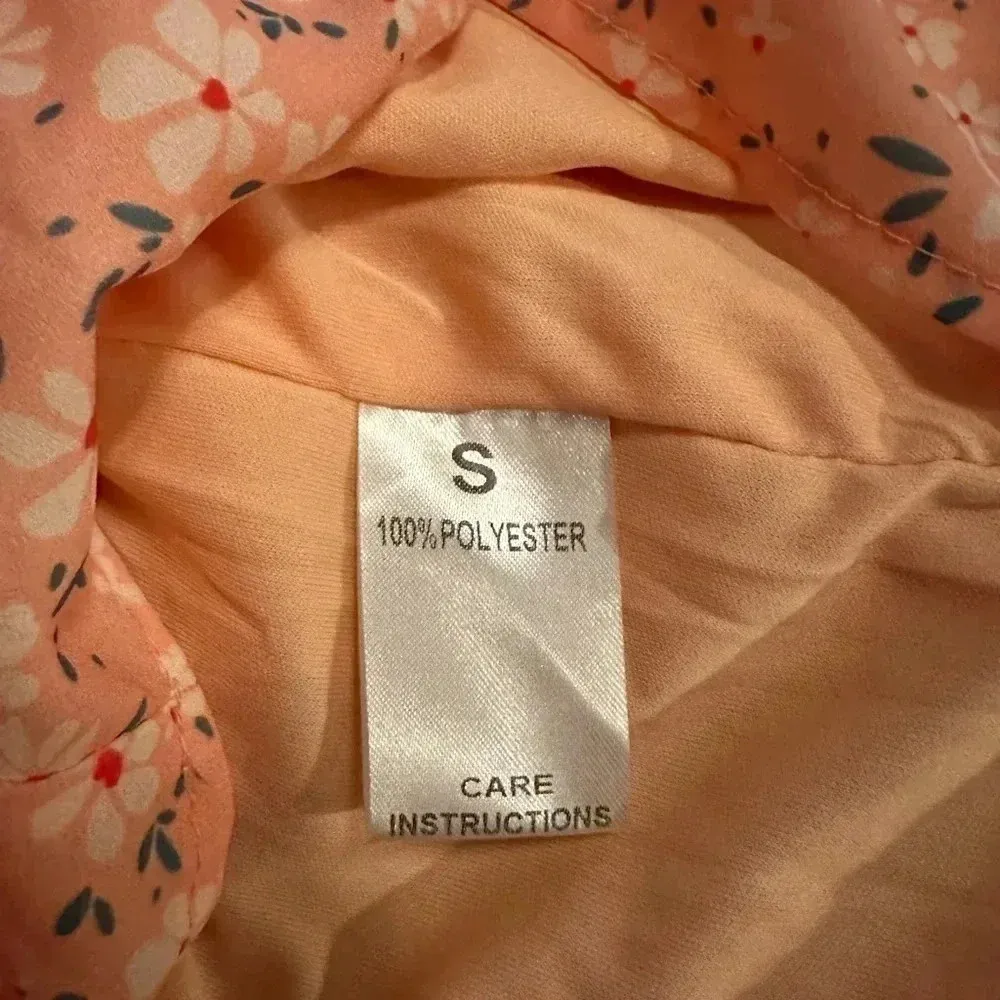 S
100% POLYESTER
CARE
INSTRUCTIONS